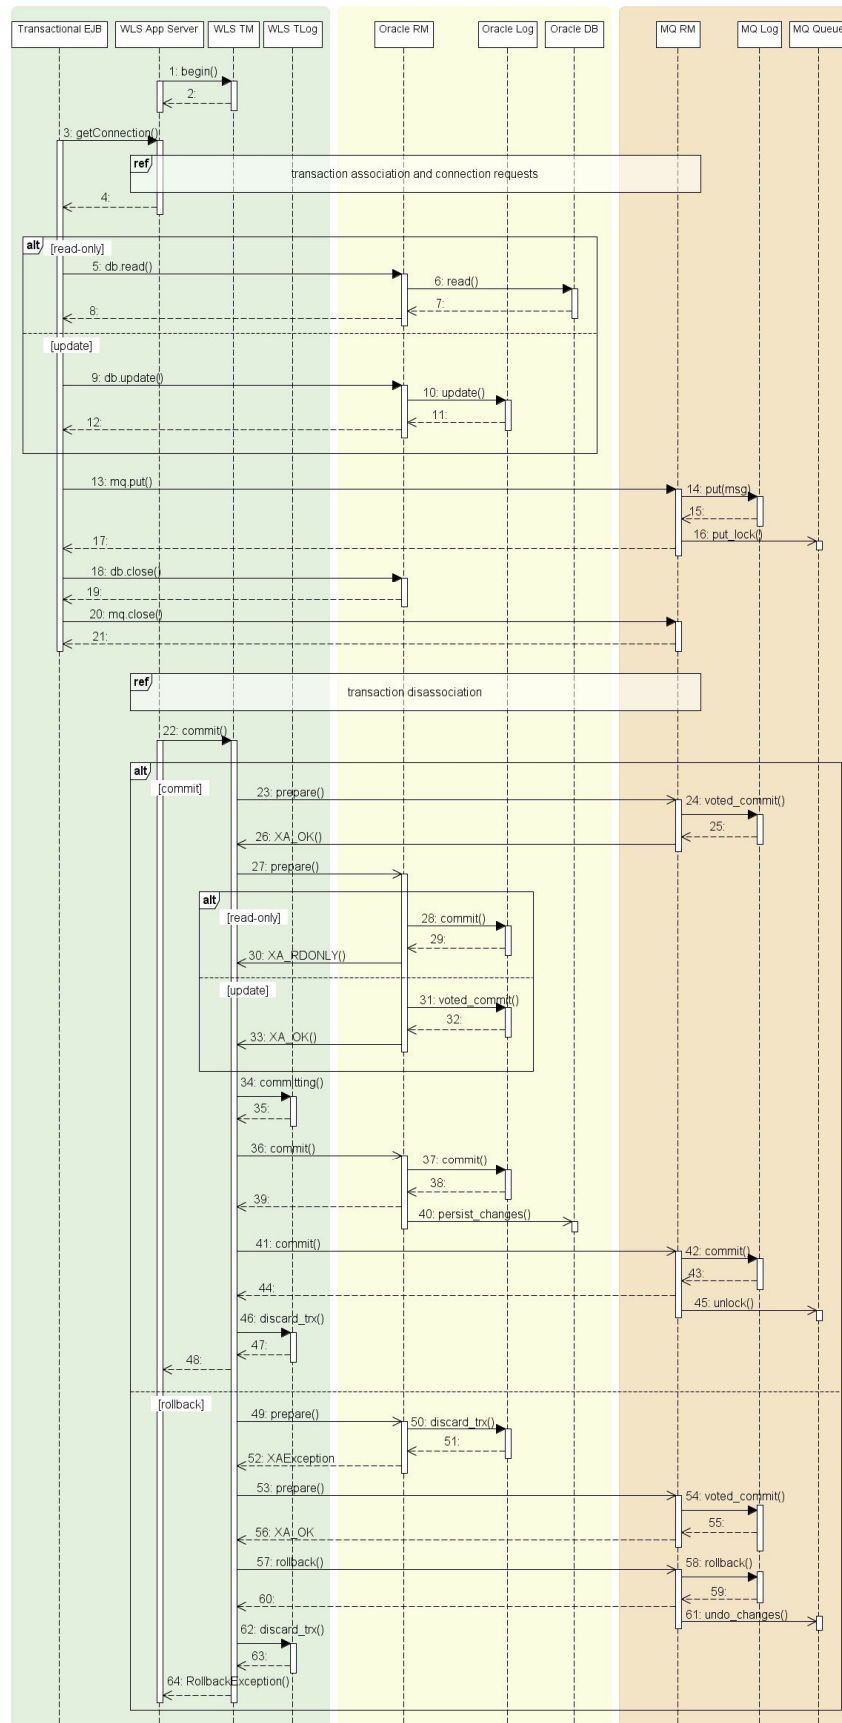 Transactional EJB
WLS App Server
WLS TM
WLS TLog
Oracle RM
Oracle Log
Oracle DB
MQ RM
MQ Log
MQ Queue
1: begin()
2:
3: getConnection()
ref
transaction association and connection requests
4:
alt
[read-only]
5: db.read()
6: read()
7:
8:
[update]
9: db.update()
10: update()
11:
12:
13: mq.put()
14: put(msg)
15:
16: put_lock()
17:
18: db.close()
19:
20: mq.close()
21:
ref
transaction disassociation
22: commit()
alt
[commit]
23: prepare()
24: voted_commit()
25:
26: XA_OK()
27: prepare()
alt
[read-only]
28: commit()
29:
30: XA_RDONLY()
[update]
31: voted_commit()
32:
33: XA_OK()
34: committing()
35:
36: commit()
37: commit()
38:
39:
40: persist_changes()
41: commit()
42: commit()
43:
44:
45: unlock()
46: discard_trx()
47:
48:
[rollback]
49: prepare()
50: discard_trx()
51:
52: XAException
53: prepare()
54: voted_commit()
55:
56: XA_OK
57: rollback()
58: rollback()
59:
60:
61: undo_changes()
62: discard_trx()
63:
64: RollbackException()